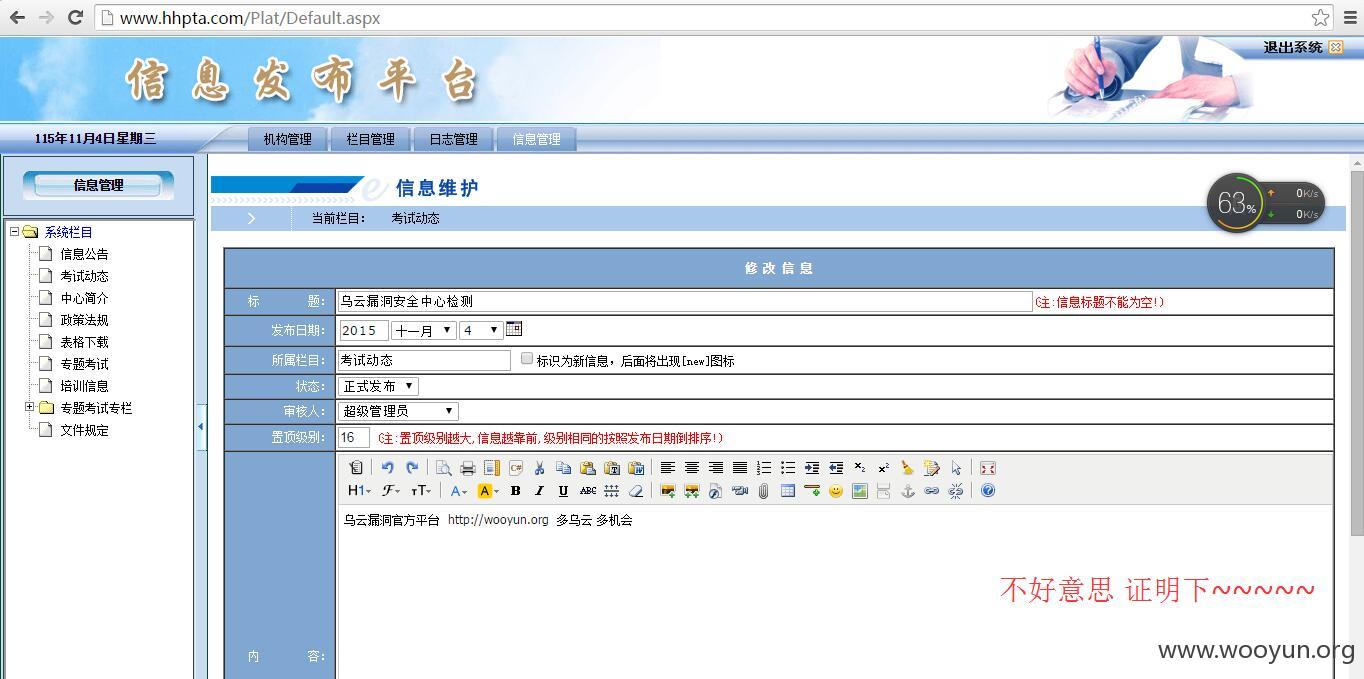 www.hhpta.com/Plat/Default.aspx
信息发布平台
退出系统
115年11月4日星期三
机构管理 栏目管理 日志管理 信息管理
信息管理
系统栏目
信息公告
考试动态
中心简介
政策法规
表格下载
专题考试
培训信息
专题考试专栏
文件规定
e 信息维护
当前栏目: 考试动态
63%
0K/s
0K/s
修改信息
标 题: 乌云漏洞安全中心检测 (注:信息标题不能为空!)
发布日期: 2015 十一月 4
所属栏目: 考试动态 标识为新信息，后面将出现[new]图标
状态: 正式发布
审核人: 超级管理员
置顶级别: 16 (注:置顶级别越大,信息越靠前,级别相同的按照发布日期倒排序!)
H1 F TT A A B I U ABC
内 容:
乌云漏洞官方平台 http://wooyun.org 多乌云 多机会
不好意思 证明下~~~~~
www.wooyun.org